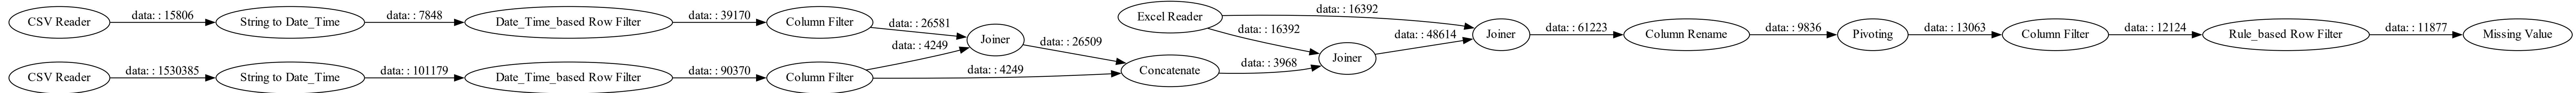 CSV Reader
data: : 15806
String to Date_Time
data: : 7848
Date_Time_based Row Filter
data: : 39170
Column Filter
data: : 26581
Joiner
data: : 26509
CSV Reader
data: : 1530385
String to Date_Time
data: : 101179
Date_Time_based Row Filter
data: : 90370
Column Filter
data: : 4249
data: : 4249
Concatenate
data: : 3968
Excel Reader
data: : 16392
data: : 16392
Joiner
data: : 48614
Joiner
data: : 61223
Column Rename
data: : 9836
Pivoting
data: : 13063
Column Filter
data: : 12124
Rule_based Row Filter
data: : 11877
Missing Value